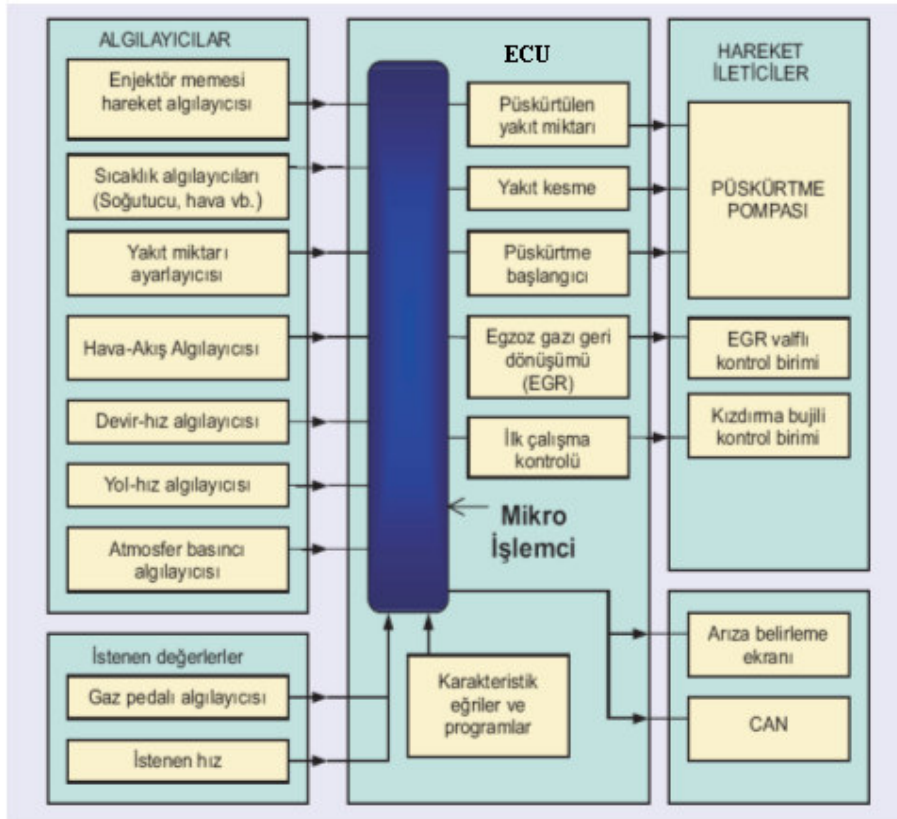 ALGILAYICILAR
Enjektör memesi
hareket algılayıcısı
Sıcaklık algılayıcıları
(Soğutucu, hava vb.)
Yakıt miktarı
ayarlayıcısı
Hava-Akış Algılayıcısı
Devir-hız algılayıcısı
Yol-hız algılayıcısı
Atmosfer basıncı
algılayıcısı
İstenen değerlerler
Gaz pedalı algılayıcısı
İstenen hız
ECU
Püskürtülen
yakıt miktarı
Yakıt kesme
Püskürtme
başlangıcı
Egzoz gazı geri
dönüşümü
(EGR)
İlk çalışma
kontrolü
Mikro
İşlemci
Karakteristik
eğriler ve
programlar
HAREKET
İLETİCİLER
PÜSKÜRTME
POMPASI
EGR valflı
kontrol birimi
Kızdırma bujili
kontrol birimi
Arıza belirleme
ekranı
CAN